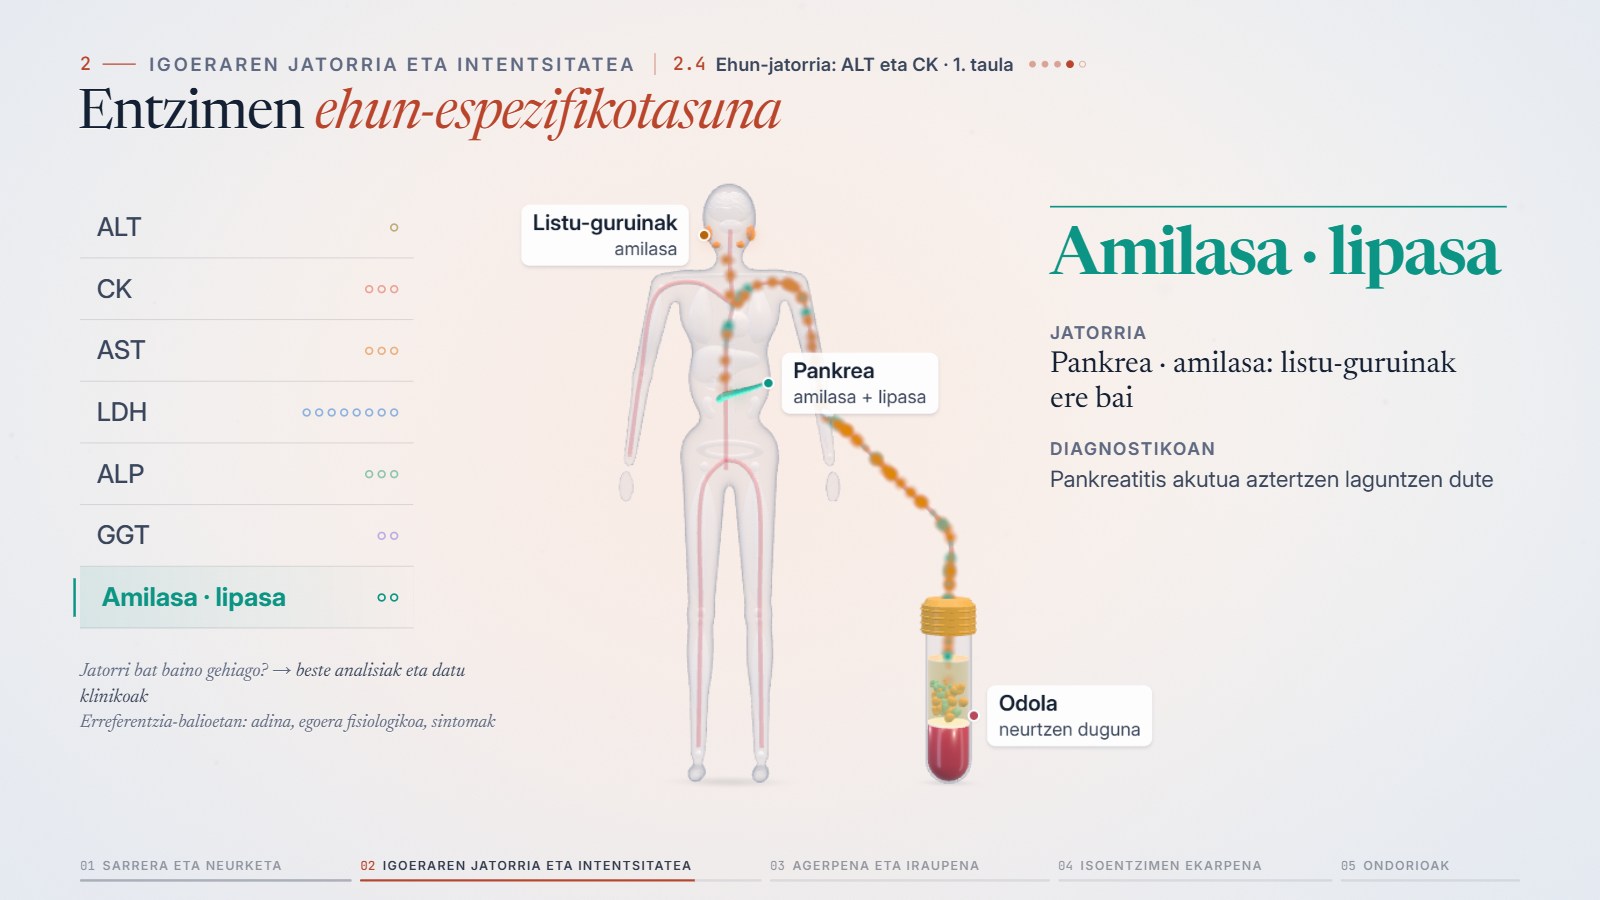 2 — IGOERAREN JATORRIA ETA INTENTSITATEA | 2.4 Ehun-jatorria: ALT eta CK · 1. taula
Entzimen ehun-espezifikotasuna
ALT
CK
AST
LDH
ALP
GGT
Amilasa · lipasa
Jatorri bat baino gehiago? → beste analisiak eta datu
klinikoak
Erreferentzia-balioetan: adina, egoera fisiologikoa, sintomak
Listu-guruinak
amilasa
Pankrea
amilasa + lipasa
Odola
neurtzen duguna
Amilasa · lipasa
JATORRIA
Pankrea · amilasa: listu-guruinak
ere bai
DIAGNOSTIKOAN
Pankreatitis akutua aztertzen laguntzen dute
01 SARRERA ETA NEURKETA
02 IGOERAREN JATORRIA ETA INTENTSITATEA
03 AGERPENA ETA IRAUPENA
04 ISOENTZIMEN EKARPENA
05 ONDORIOAK